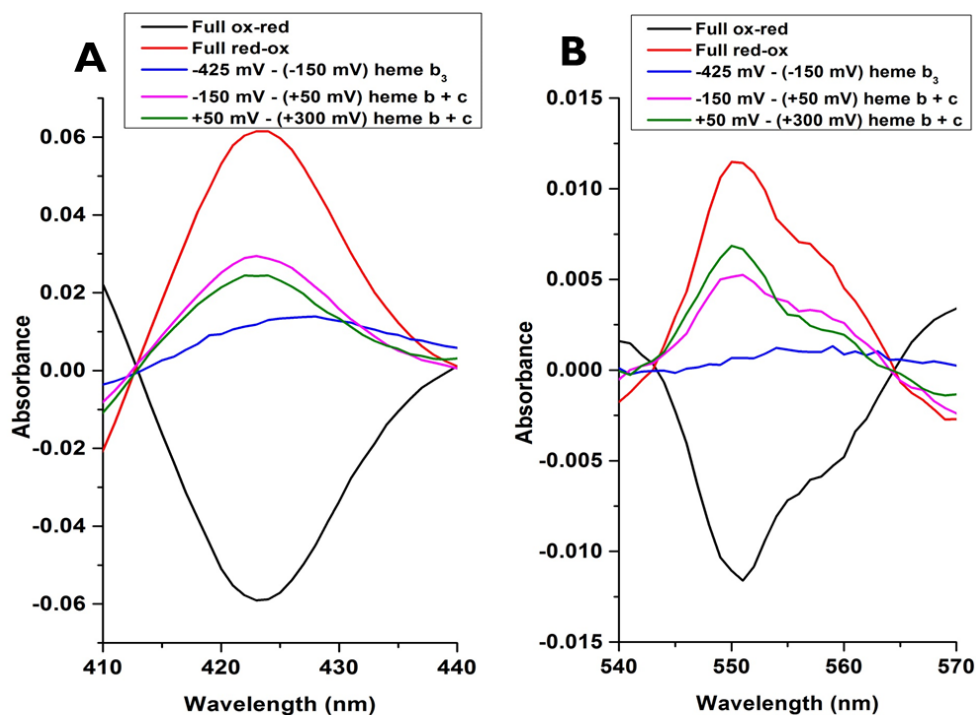 A
Full ox-red
Full red-ox
-425 mV - (-150 mV) heme b3
-150 mV - (+50 mV) heme b + c
+50 mV - (+300 mV) heme b + c
0.06
0.04
0.02
0.00
-0.02
-0.04
-0.06
Absorbance
410
420
430
440
Wavelength (nm)
B
Full ox-red
Full red-ox
-425 mV - (-150 mV) heme b3
-150 mV - (+50 mV) heme b + c
+50 mV - (+300 mV) heme b + c
0.015
0.010
0.005
0.000
-0.005
-0.010
-0.015
Absorbance
540
550
560
570
Wavelength (nm)